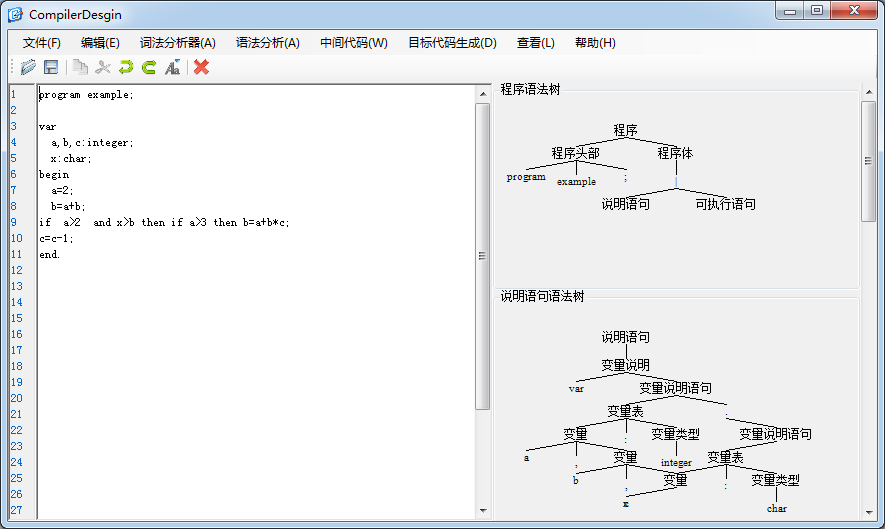 CompilerDesgin
文件(F) 编辑(E) 词法分析器(A) 语法分析(A) 中间代码(W) 目标代码生成(D) 查看(L) 帮助(H)
1 program example;
2
3 var
4 a,b,c:integer;
5 x:char;
6 begin
7 a=2;
8 b=a+b;
9 if a>2 and x>b then if a>3 then b=a+b*c;
10 c=c-1;
11 end.
12
13
14
15
16
17
18
19
20
21
22
23
24
25
26
27
程序语法树
程序
程序头部 程序体
program example ;
说明语句 可执行语句
说明语句语法树
说明语句
变量说明
var 变量说明语句
变量表 ;
变量 : 变量类型 变量说明语句
a , 变量 integer 变量表
b , 变量 : 变量类型
x char